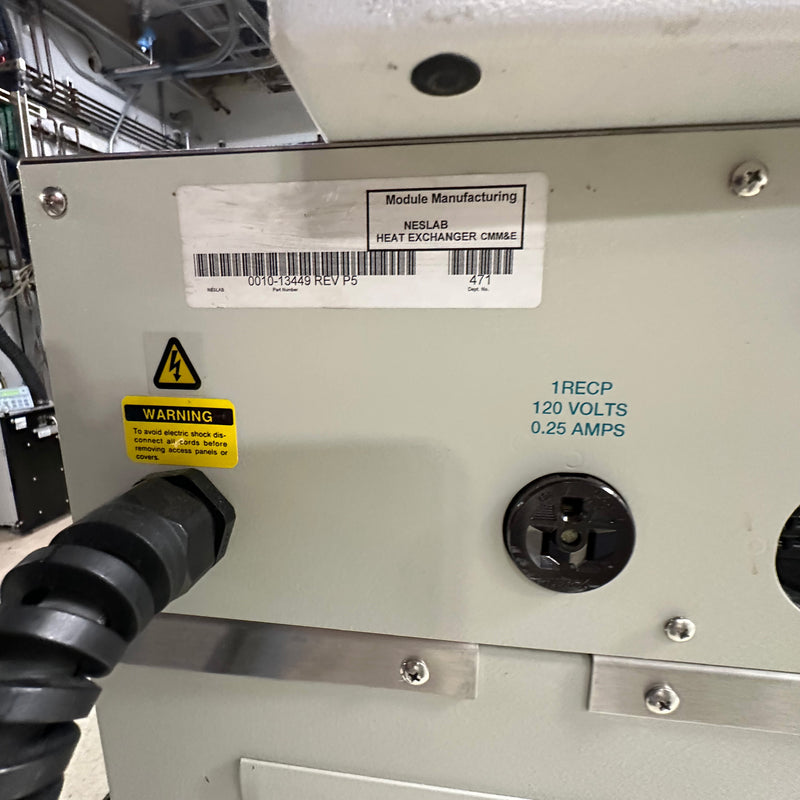 Module Manufacturing
NESLAB
HEAT EXCHANGER CMM&E
0010-13449 REV P5
471
NESLAB
Part Number
Dept. No.
1RECP
120 VOLTS
0.25 AMPS
WARNING
To avoid electric shock dis-
connect all cords before
removing access panels or
covers.